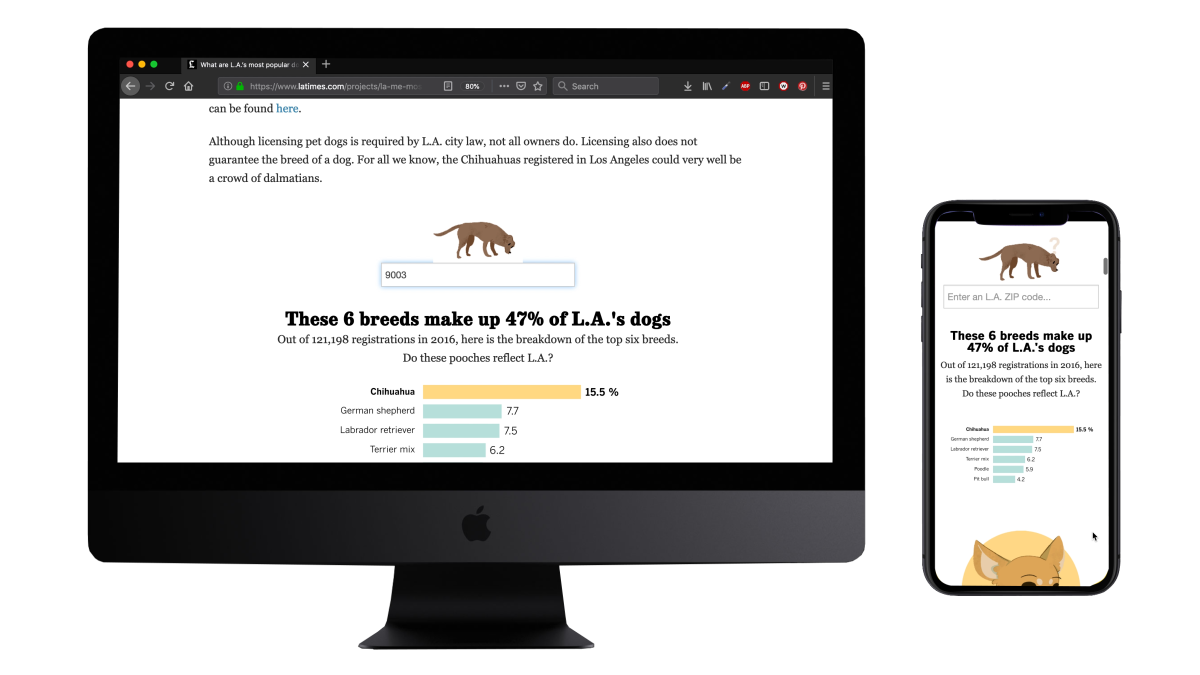 What are L.A.'s most popular do
https://www.latimes.com/projects/la-me-mos
80%
Search
ABP
can be found here.
Although licensing pet dogs is required by L.A. city law, not all owners do. Licensing also does not
guarantee the breed of a dog. For all we know, the Chihuahuas registered in Los Angeles could very well be
a crowd of dalmatians.
9003
These 6 breeds make up 47% of L.A.'s dogs
Out of 121,198 registrations in 2016, here is the breakdown of the top six breeds.
Do these pooches reflect L.A.?
Chihuahua 15.5 %
German shepherd 7.7
Labrador retriever 7.5
Terrier mix 6.2
?
Enter an L.A. ZIP code...
These 6 breeds make up
47% of L.A.'s dogs
Out of 121,198 registrations in 2016, here
is the breakdown of the top six breeds.
Do these pooches reflect L.A.?
Chihuahua 15.5 %
German shepherd 7.7
Labrador retriever 7.5
Terrier mix 6.2
Poodle 5.9
Pit bull 4.2